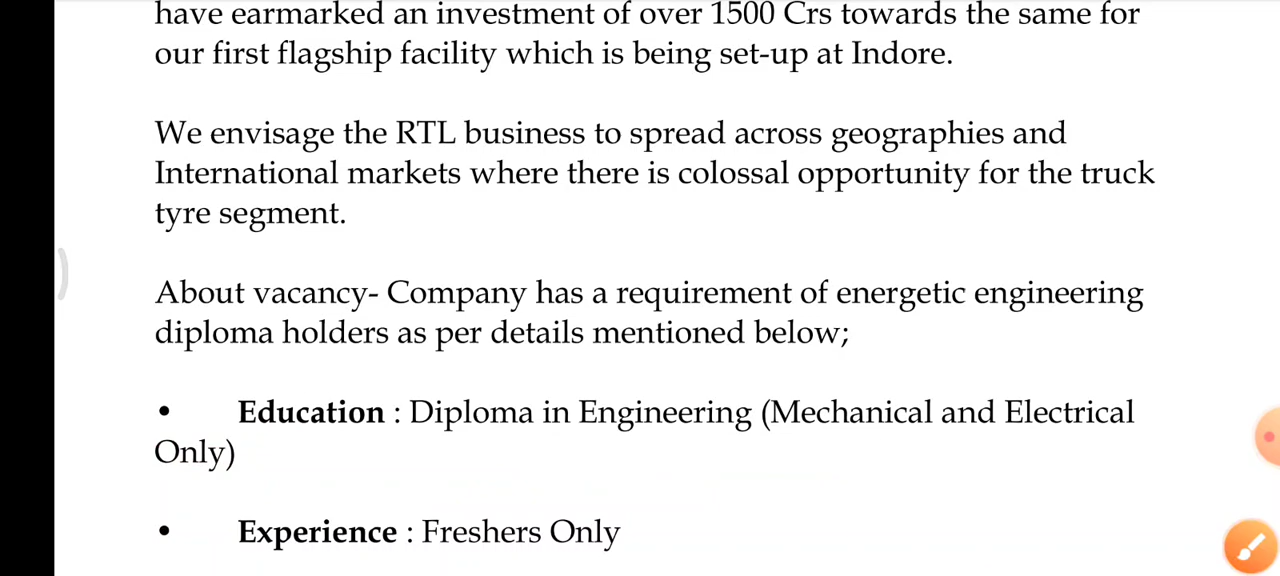 have earmarked an investment of over 1500 Crs towards the same for
our first flagship facility which is being set-up at Indore.
We envisage the RTL business to spread across geographies and
International markets where there is colossal opportunity for the truck
tyre segment.
About vacancy- Company has a requirement of energetic engineering
diploma holders as per details mentioned below;
• Education : Diploma in Engineering (Mechanical and Electrical
Only)
• Experience : Freshers Only